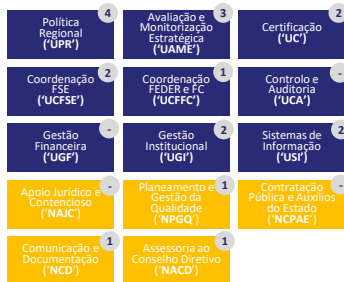 4
Política
Regional
('UPR')
3
Avaliação e
Monitorização
Estratégica
('UAME')
2
Certificação
('UC')
2
Coordenação
FSE
('UCFSE')
1
Coordenação
FEDER e FC
('UCFFC')
-
Controlo e
Auditoria
('UCA')
-
Gestão
Financeira
('UGF')
2
Gestão
Institucional
('UGI')
2
Sistemas de
Informação
('USI')
-
Apoio Jurídico e
Contencioso
('NAJC')
1
Planeamento e
Gestão da
Qualidade
('NPGQ')
-
Contratação
Pública e Auxílios
do Estado
('NCPAE')
1
Comunicação e
Documentação
('NCD')
1
Assessoria ao
Conselho Diretivo
('NACD')